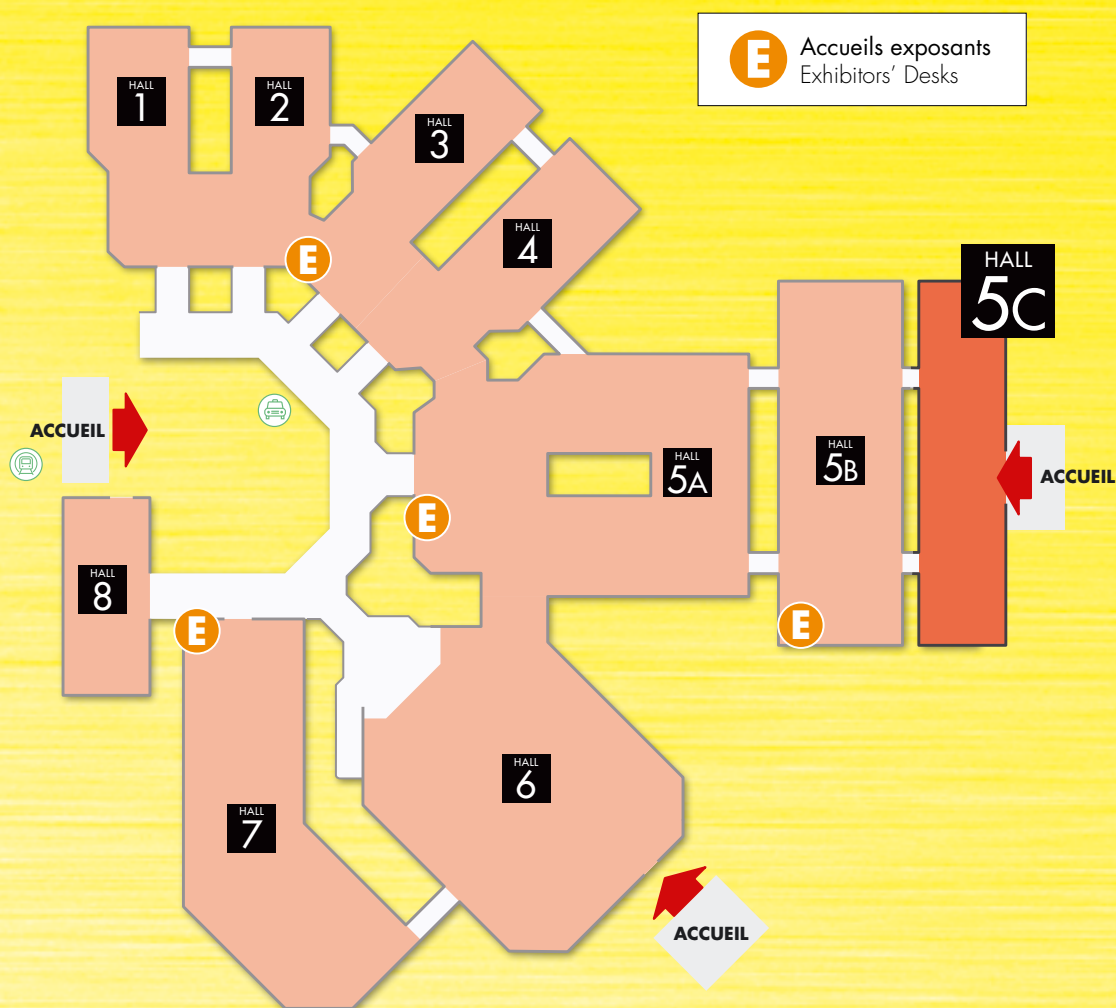 E
Accueils exposants
Exhibitors' Desks
HALL
1
HALL
2
HALL
3
HALL
4
E
HALL
5C
ACCUEIL
HALL
5A
HALL
5B
ACCUEIL
E
HALL
8
E
E
HALL
6
HALL
7
ACCUEIL